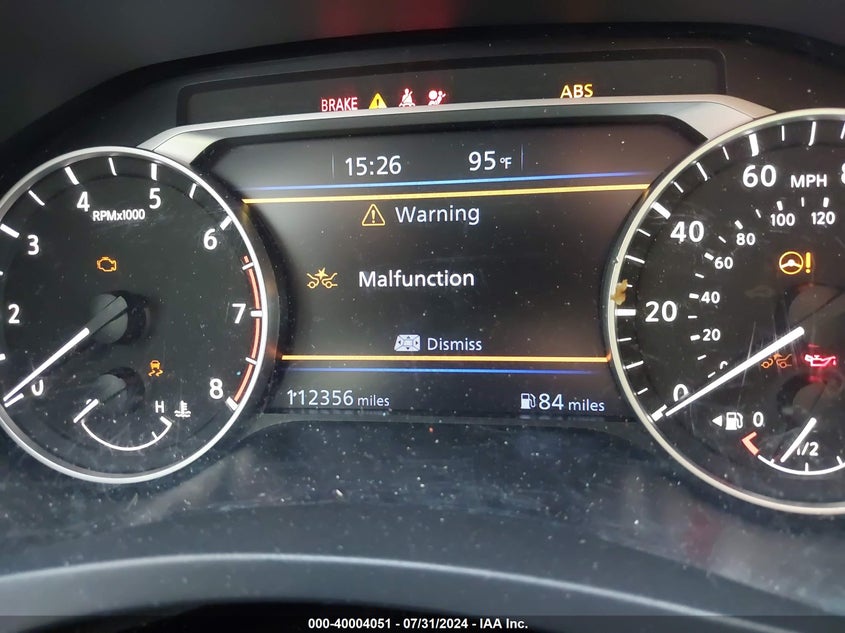 BRAKE
ABS
15:26 95°F
Warning
Malfunction
Dismiss
112356 miles
84 miles
0 2 3 4 5 6 7 8
RPMx1000
H
0 20 40 60
MPH
20 40 60 80 100 120
0 1/2
000-40004051 - 07/31/2024 - IAA Inc.